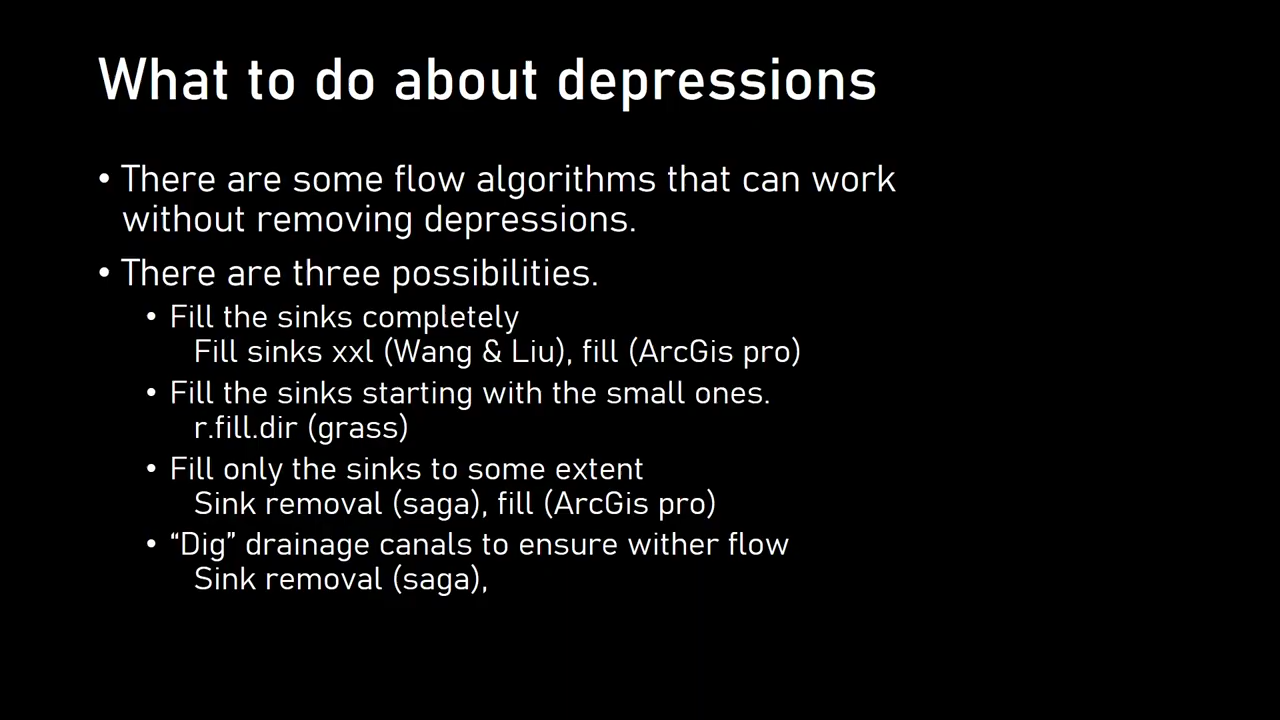 What to do about depressions
• There are some flow algorithms that can work
without removing depressions.
• There are three possibilities.
• Fill the sinks completely
Fill sinks xxl (Wang & Liu), fill (ArcGis pro)
• Fill the sinks starting with the small ones.
r.fill.dir (grass)
• Fill only the sinks to some extent
Sink removal (saga), fill (ArcGis pro)
• “Dig” drainage canals to ensure wither flow
Sink removal (saga),